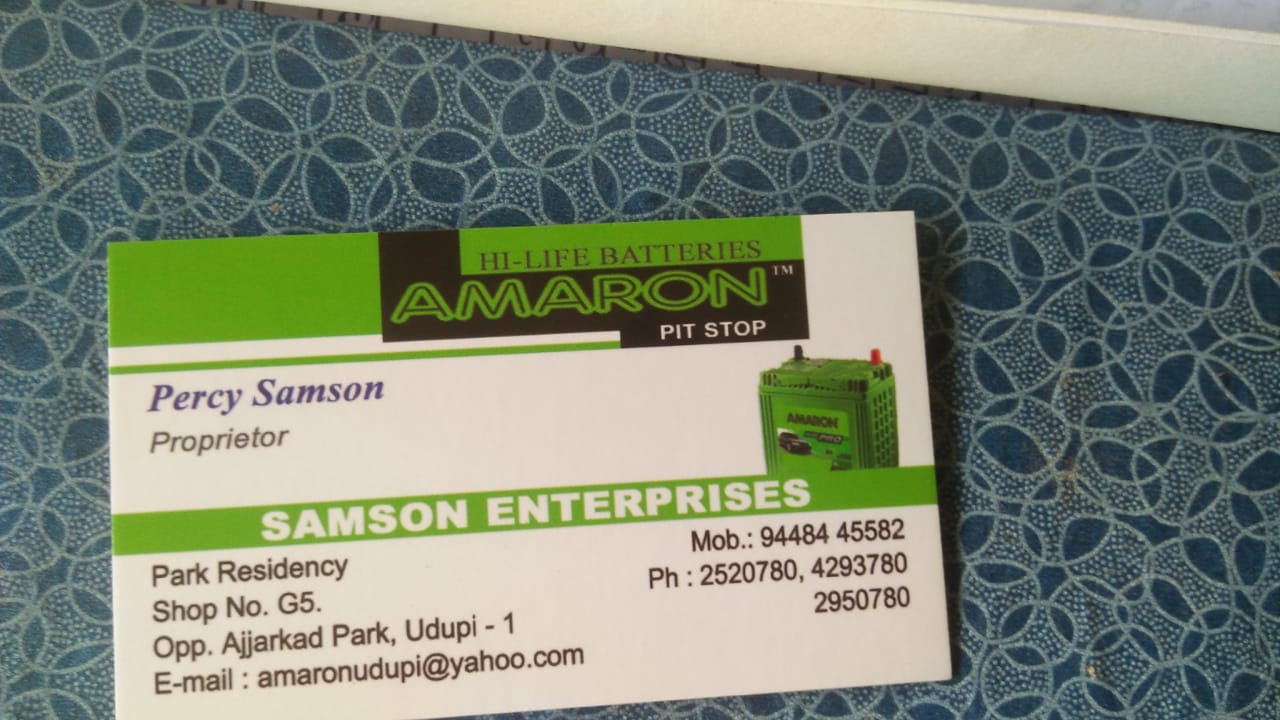 HI-LIFE BATTERIES
AMARON™
PIT STOP
Percy Samson
Proprietor
AMARON
PRO
SAMSON ENTERPRISES
Park Residency
Shop No. G5.
Opp. Ajjarkad Park, Udupi - 1
E-mail : amaronudupi@yahoo.com
Mob.: 94484 45582
Ph : 2520780, 4293780
2950780